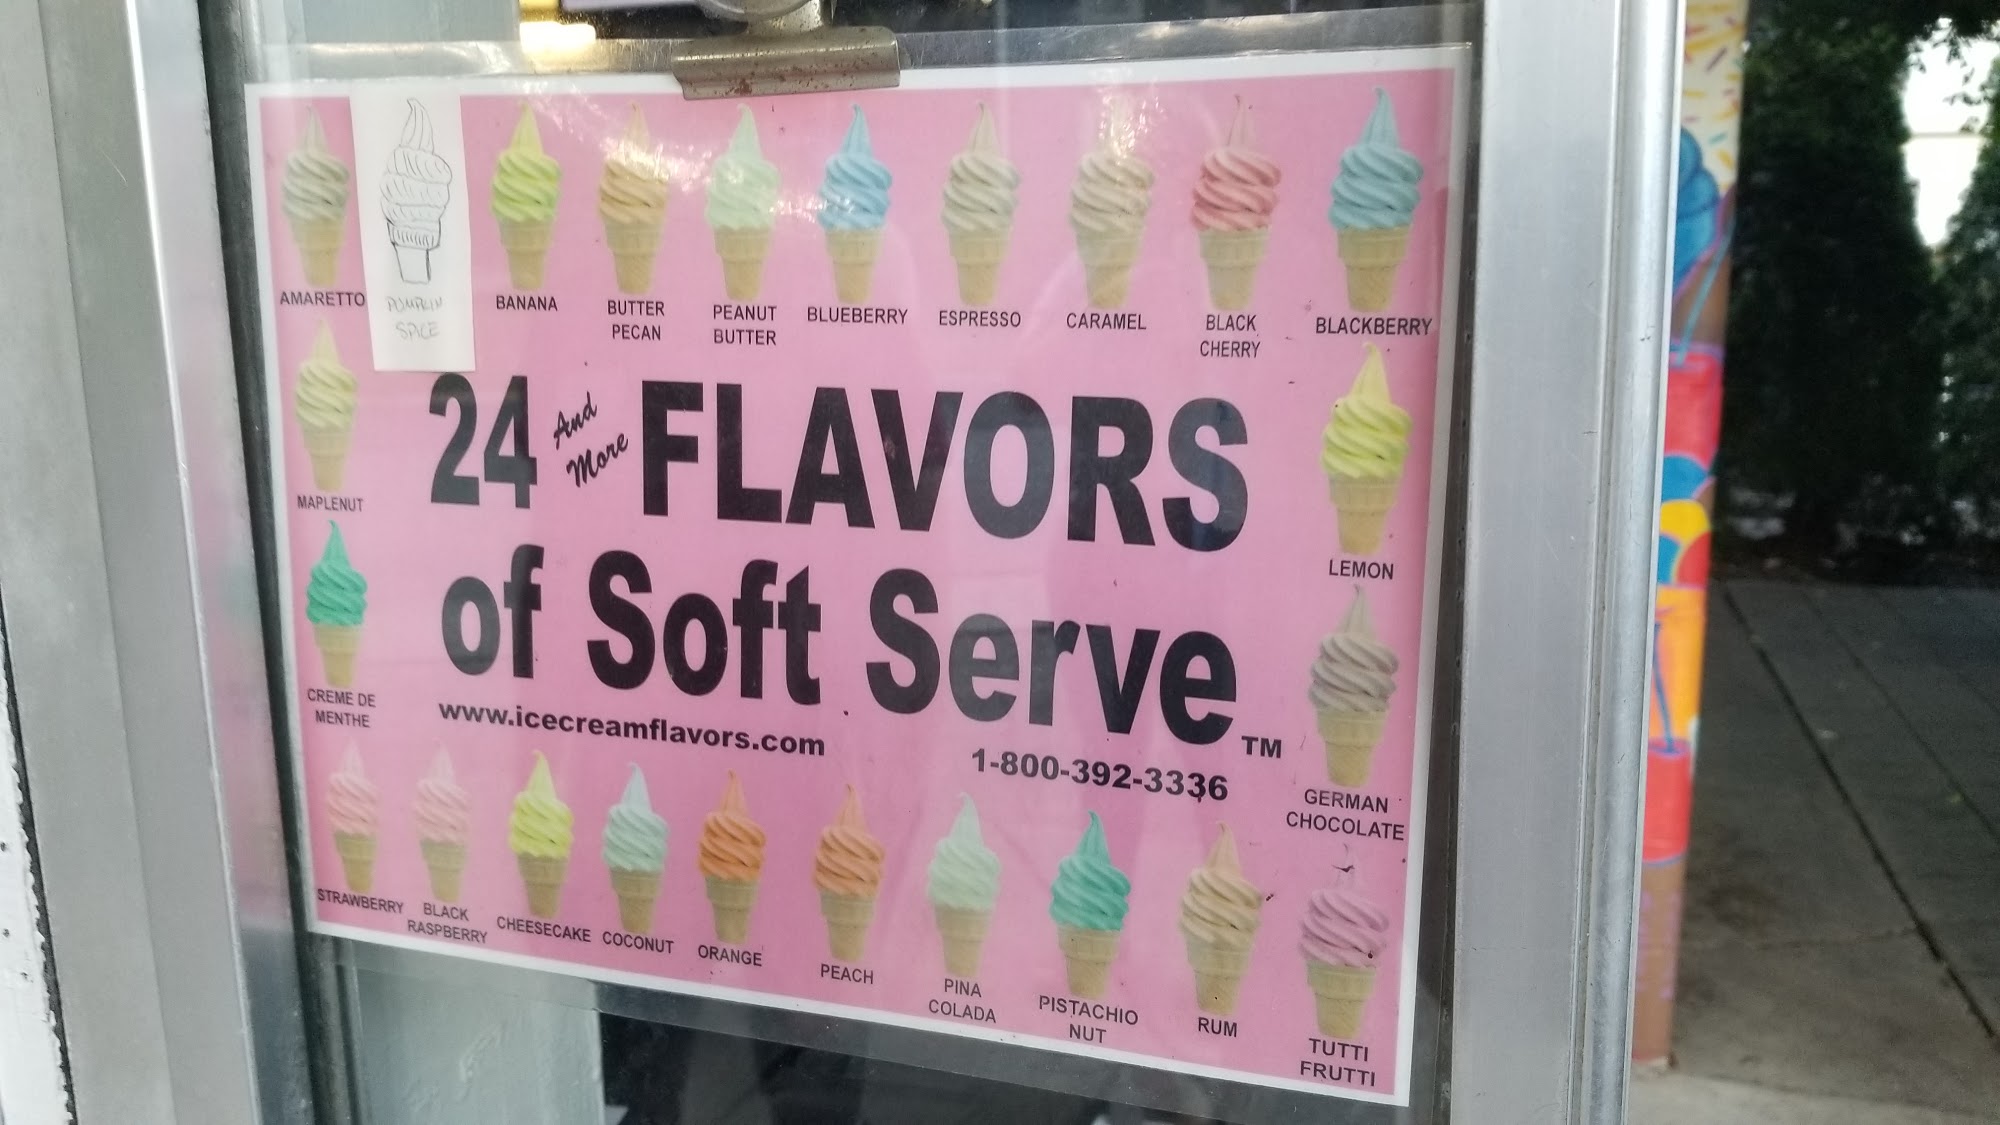 AMARETTO
PUMPKIN
SPICE
BANANA
BUTTER
PECAN
PEANUT
BUTTER
BLUEBERRY
ESPRESSO
CARAMEL
BLACK
CHERRY
BLACKBERRY
MAPLENUT
24 And More FLAVORS
LEMON
of Soft Serve TM
CREME DE
MENTHE
www.icecreamflavors.com
1-800-392-3336
GERMAN
CHOCOLATE
STRAWBERRY
BLACK
RASPBERRY
CHEESECAKE
COCONUT
ORANGE
PEACH
PINA
COLADA
PISTACHIO
NUT
RUM
TUTTI
FRUTTI